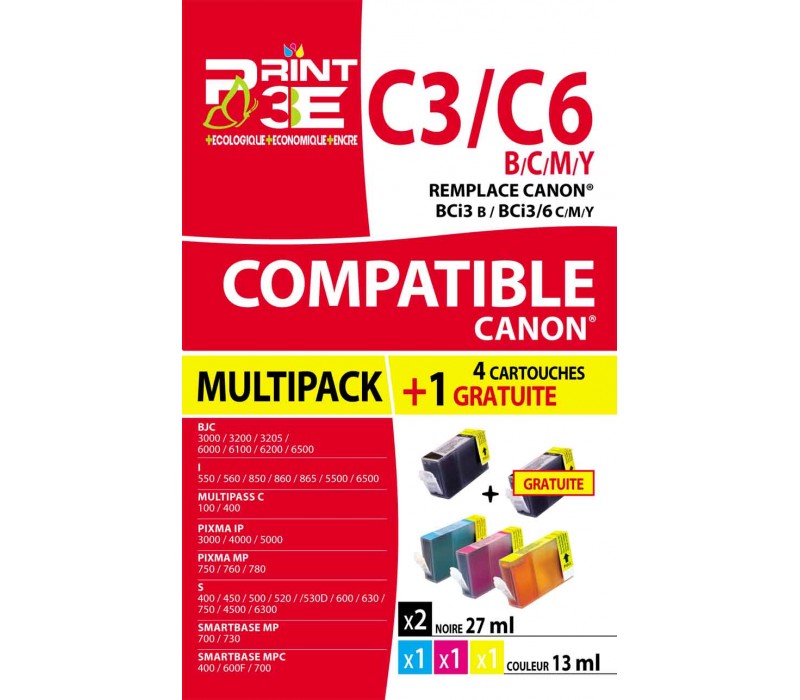 PRINT
3E
+ECOLOGIQUE+ECONOMIQUE+ENCRE
C3/C6
B/C/M/Y
REMPLACE CANON®
BCi3 B / BCi3/6 C/M/Y
COMPATIBLE
CANON®
MULTIPACK
4 CARTOUCHES
+1 GRATUITE
BJC
3000 / 3200 / 3205 /
6000 / 6100 / 6200 / 6500
I
550 / 560 / 850 / 860 / 865 / 5500 / 6500
MULTIPASS C
100 / 400
PIXMA IP
3000 / 4000 / 5000
PIXMA MP
750 / 760 / 780
S
400 / 450 / 500 / 520 / /530D / 600 / 630 /
750 / 4500 / 6300
SMARTBASE MP
700 / 730
SMARTBASE MPC
400 / 600F / 700
+
GRATUITE
x2 NOIRE 27 ml
x1 x1 x1 COULEUR 13 ml